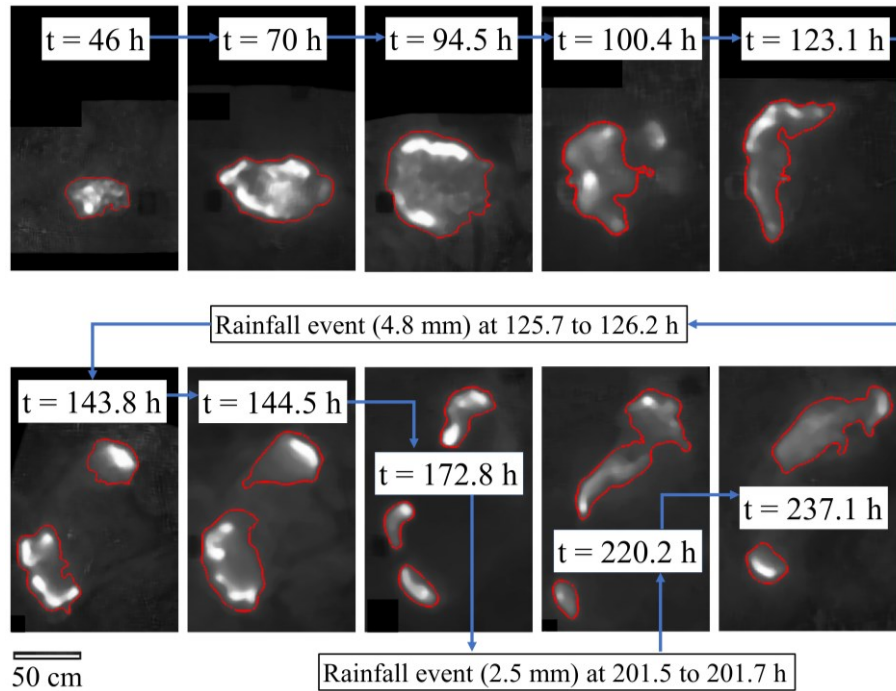 t = 46 h
t = 70 h
t = 94.5 h
t = 100.4 h
t = 123.1 h
Rainfall event (4.8 mm) at 125.7 to 126.2 h
t = 143.8 h
t = 144.5 h
t = 172.8 h
t = 220.2 h
t = 237.1 h
50 cm
Rainfall event (2.5 mm) at 201.5 to 201.7 h